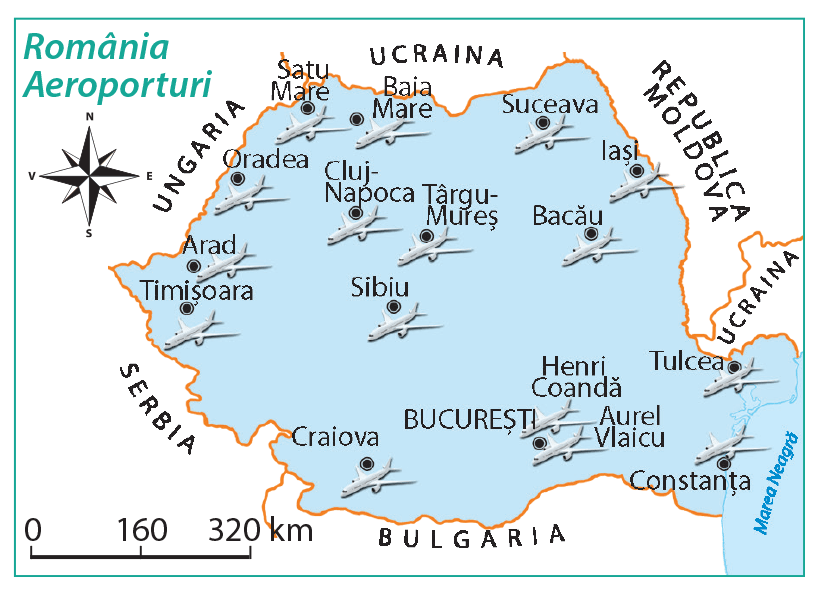 România
Aeroporturi
N
V
E
S
UCRAINA
UNGARIA
REPUBLICA
MOLDOVA
UCRAINA
SERBIA
BULGARIA
Marea Neagră
Satu
Mare
Baia
Mare
Suceava
Iași
Oradea
Cluj-
Napoca
Târgu-
Mureș
Bacău
Arad
Timișoara
Sibiu
Tulcea
Henri
Coandă
BUCUREȘTI
Aurel
Vlaicu
Craiova
Constanța
0 160 320 km